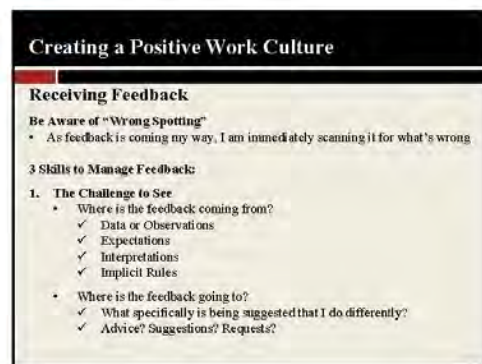 Creating a Positive Work Culture
Receiving Feedback
Be Aware of "Wrong Spotting"
• As feedback is coming my way, I am immediately scanning it for what's wrong
3 Skills to Manage Feedback:
1. The Challenge to See
• Where is the feedback coming from?
✓ Data or Observations
✓ Expectations
✓ Interpretations
✓ Implicit Rules
• Where is the feedback going to?
✓ What specifically is being suggested that I do differently?
✓ Advice? Suggestions? Requests?